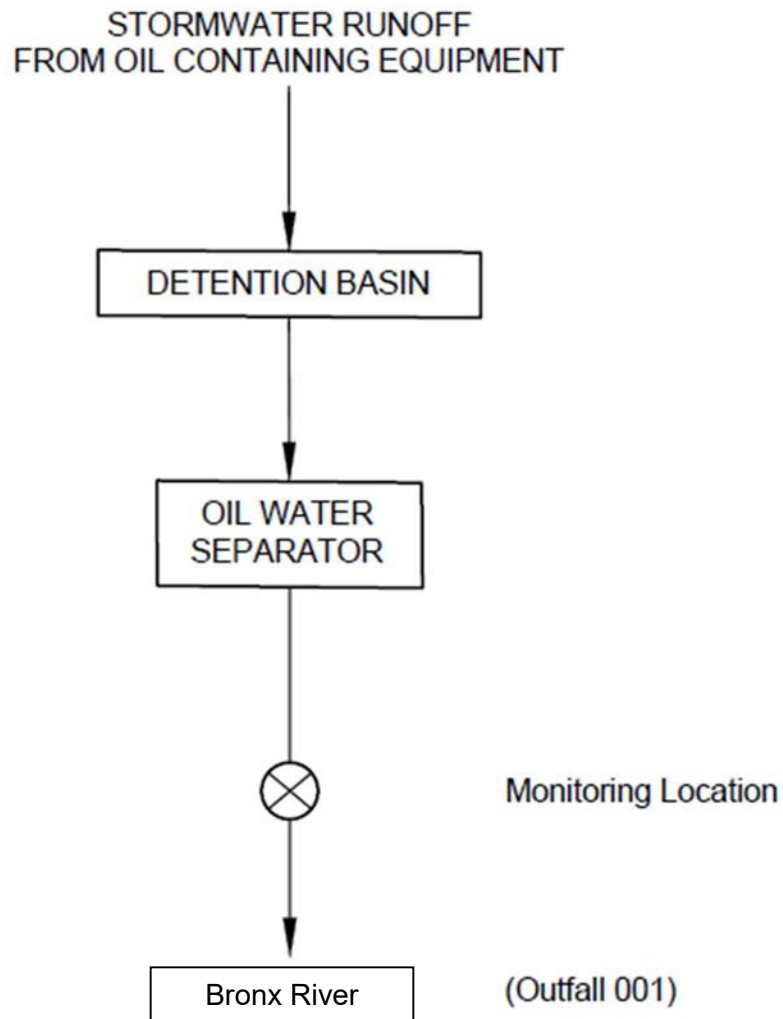 STORMWATER RUNOFF
FROM OIL CONTAINING EQUIPMENT
DETENTION BASIN
OIL WATER
SEPARATOR
Monitoring Location
Bronx River
(Outfall 001)